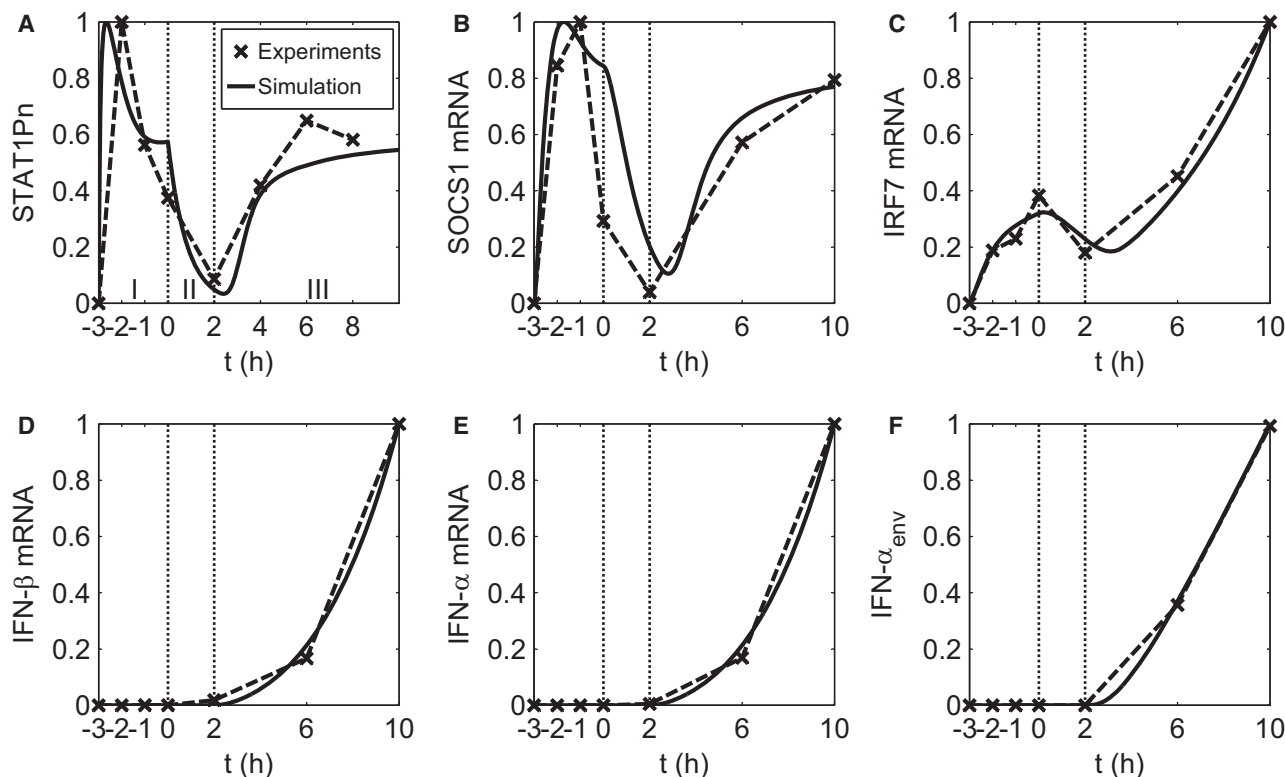 A
STAT1Pn
1
0.8
0.6
0.4
0.2
0
Experiments
Simulation
I II III
-3 -2 -1 0 2 4 6 8
t (h)
B
SOCS1 mRNA
1
0.8
0.6
0.4
0.2
0
-3 -2 -1 0 2 6 10
t (h)
C
IRF7 mRNA
1
0.8
0.6
0.4
0.2
0
-3 -2 -1 0 2 6 10
t (h)
D
IFN-β mRNA
1
0.8
0.6
0.4
0.2
0
-3 -2 -1 0 2 6 10
t (h)
E
IFN-α mRNA
1
0.8
0.6
0.4
0.2
0
-3 -2 -1 0 2 6 10
t (h)
F
IFN-α env
1
0.8
0.6
0.4
0.2
0
-3 -2 -1 0 2 6 10
t (h)